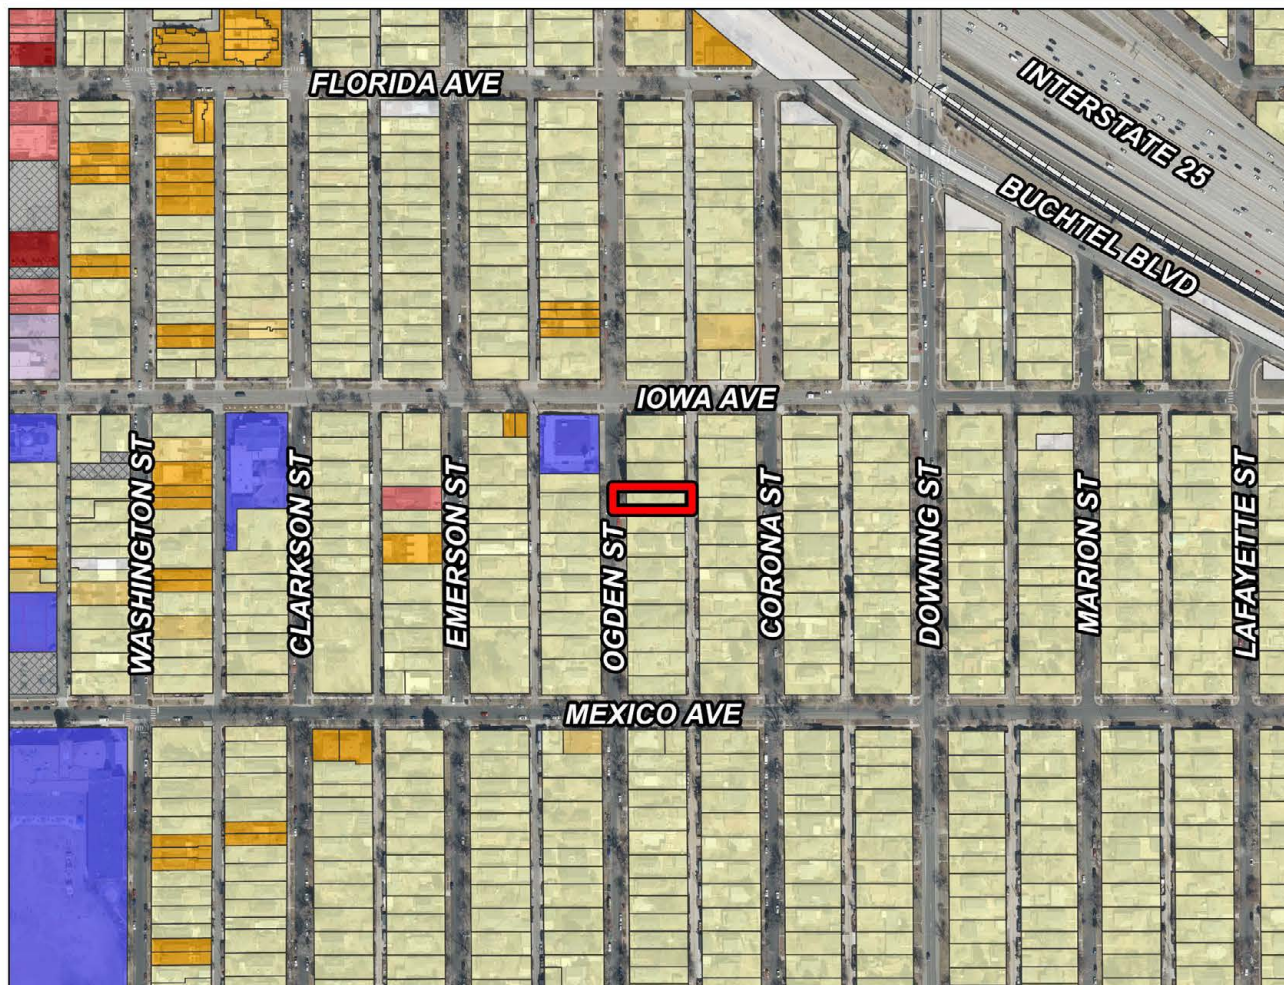 FLORIDA AVE
INTERSTATE 25
BUCHTEL BLVD
IOWA AVE
WASHINGTON ST
CLARKSON ST
EMERSON ST
OGDEN ST
CORONA ST
DOWNING ST
MARION ST
LAFAYETTE ST
MEXICO AVE